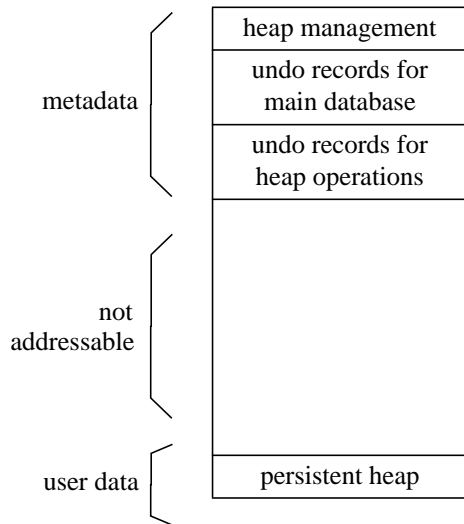 heap management
undo records for
main database
metadata
undo records for
heap operations
not
addressable
persistent heap
user data